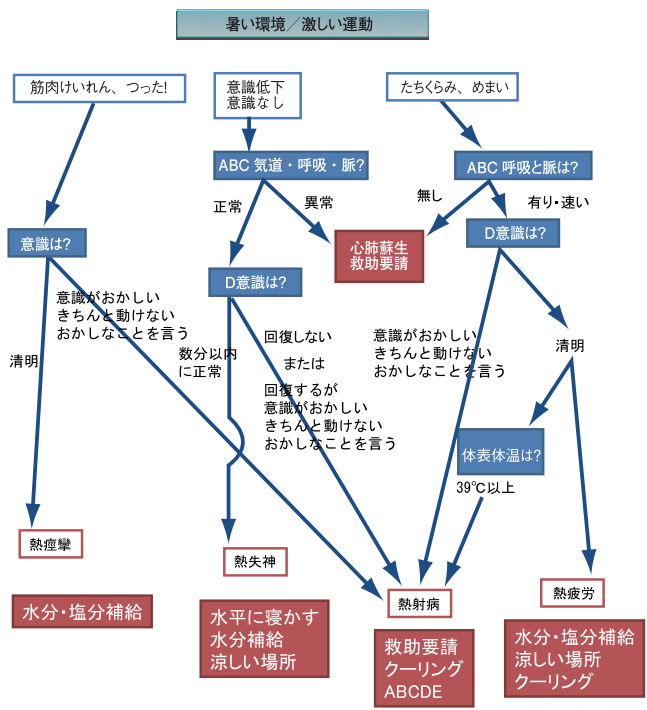 暑い環境／激しい運動
筋肉けいれん、つった!
意識低下
意識なし
たちくらみ、めまい
ABC 気道・呼吸・脈?
ABC 呼吸と脈は?
正常
異常
無し
有り・速い
意識は?
心肺蘇生
救助要請
D意識は?
D意識は?
意識がおかしい
きちんと動けない
おかしなことを言う
清明
数分以内
に正常
回復しない
または
回復するが
意識がおかしい
きちんと動けない
おかしなことを言う
意識がおかしい
きちんと動けない
おかしなことを言う
清明
体表体温は?
39℃以上
熱痙攣
熱失神
熱射病
熱疲労
水分・塩分補給
水平に寝かす
水分補給
涼しい場所
救助要請
クーリング
ABCDE
水分・塩分補給
涼しい場所
クーリング